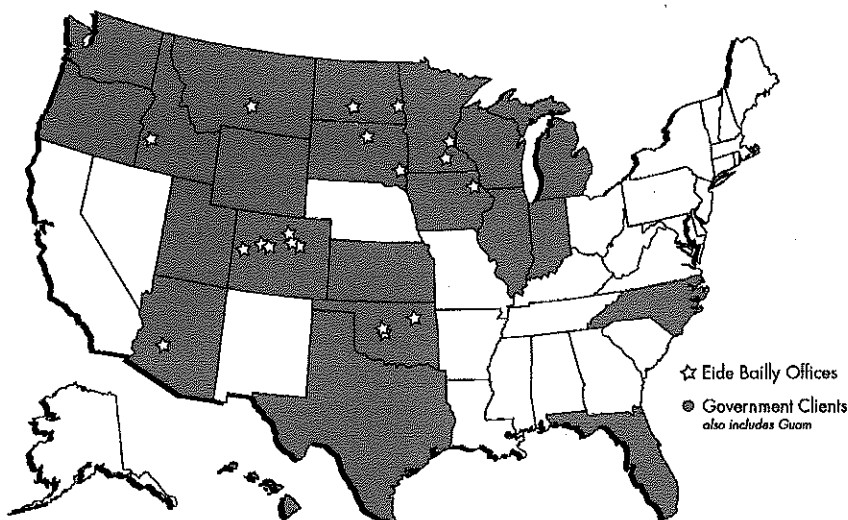 Eide Bailly Offices
Government Clients
also includes Guam